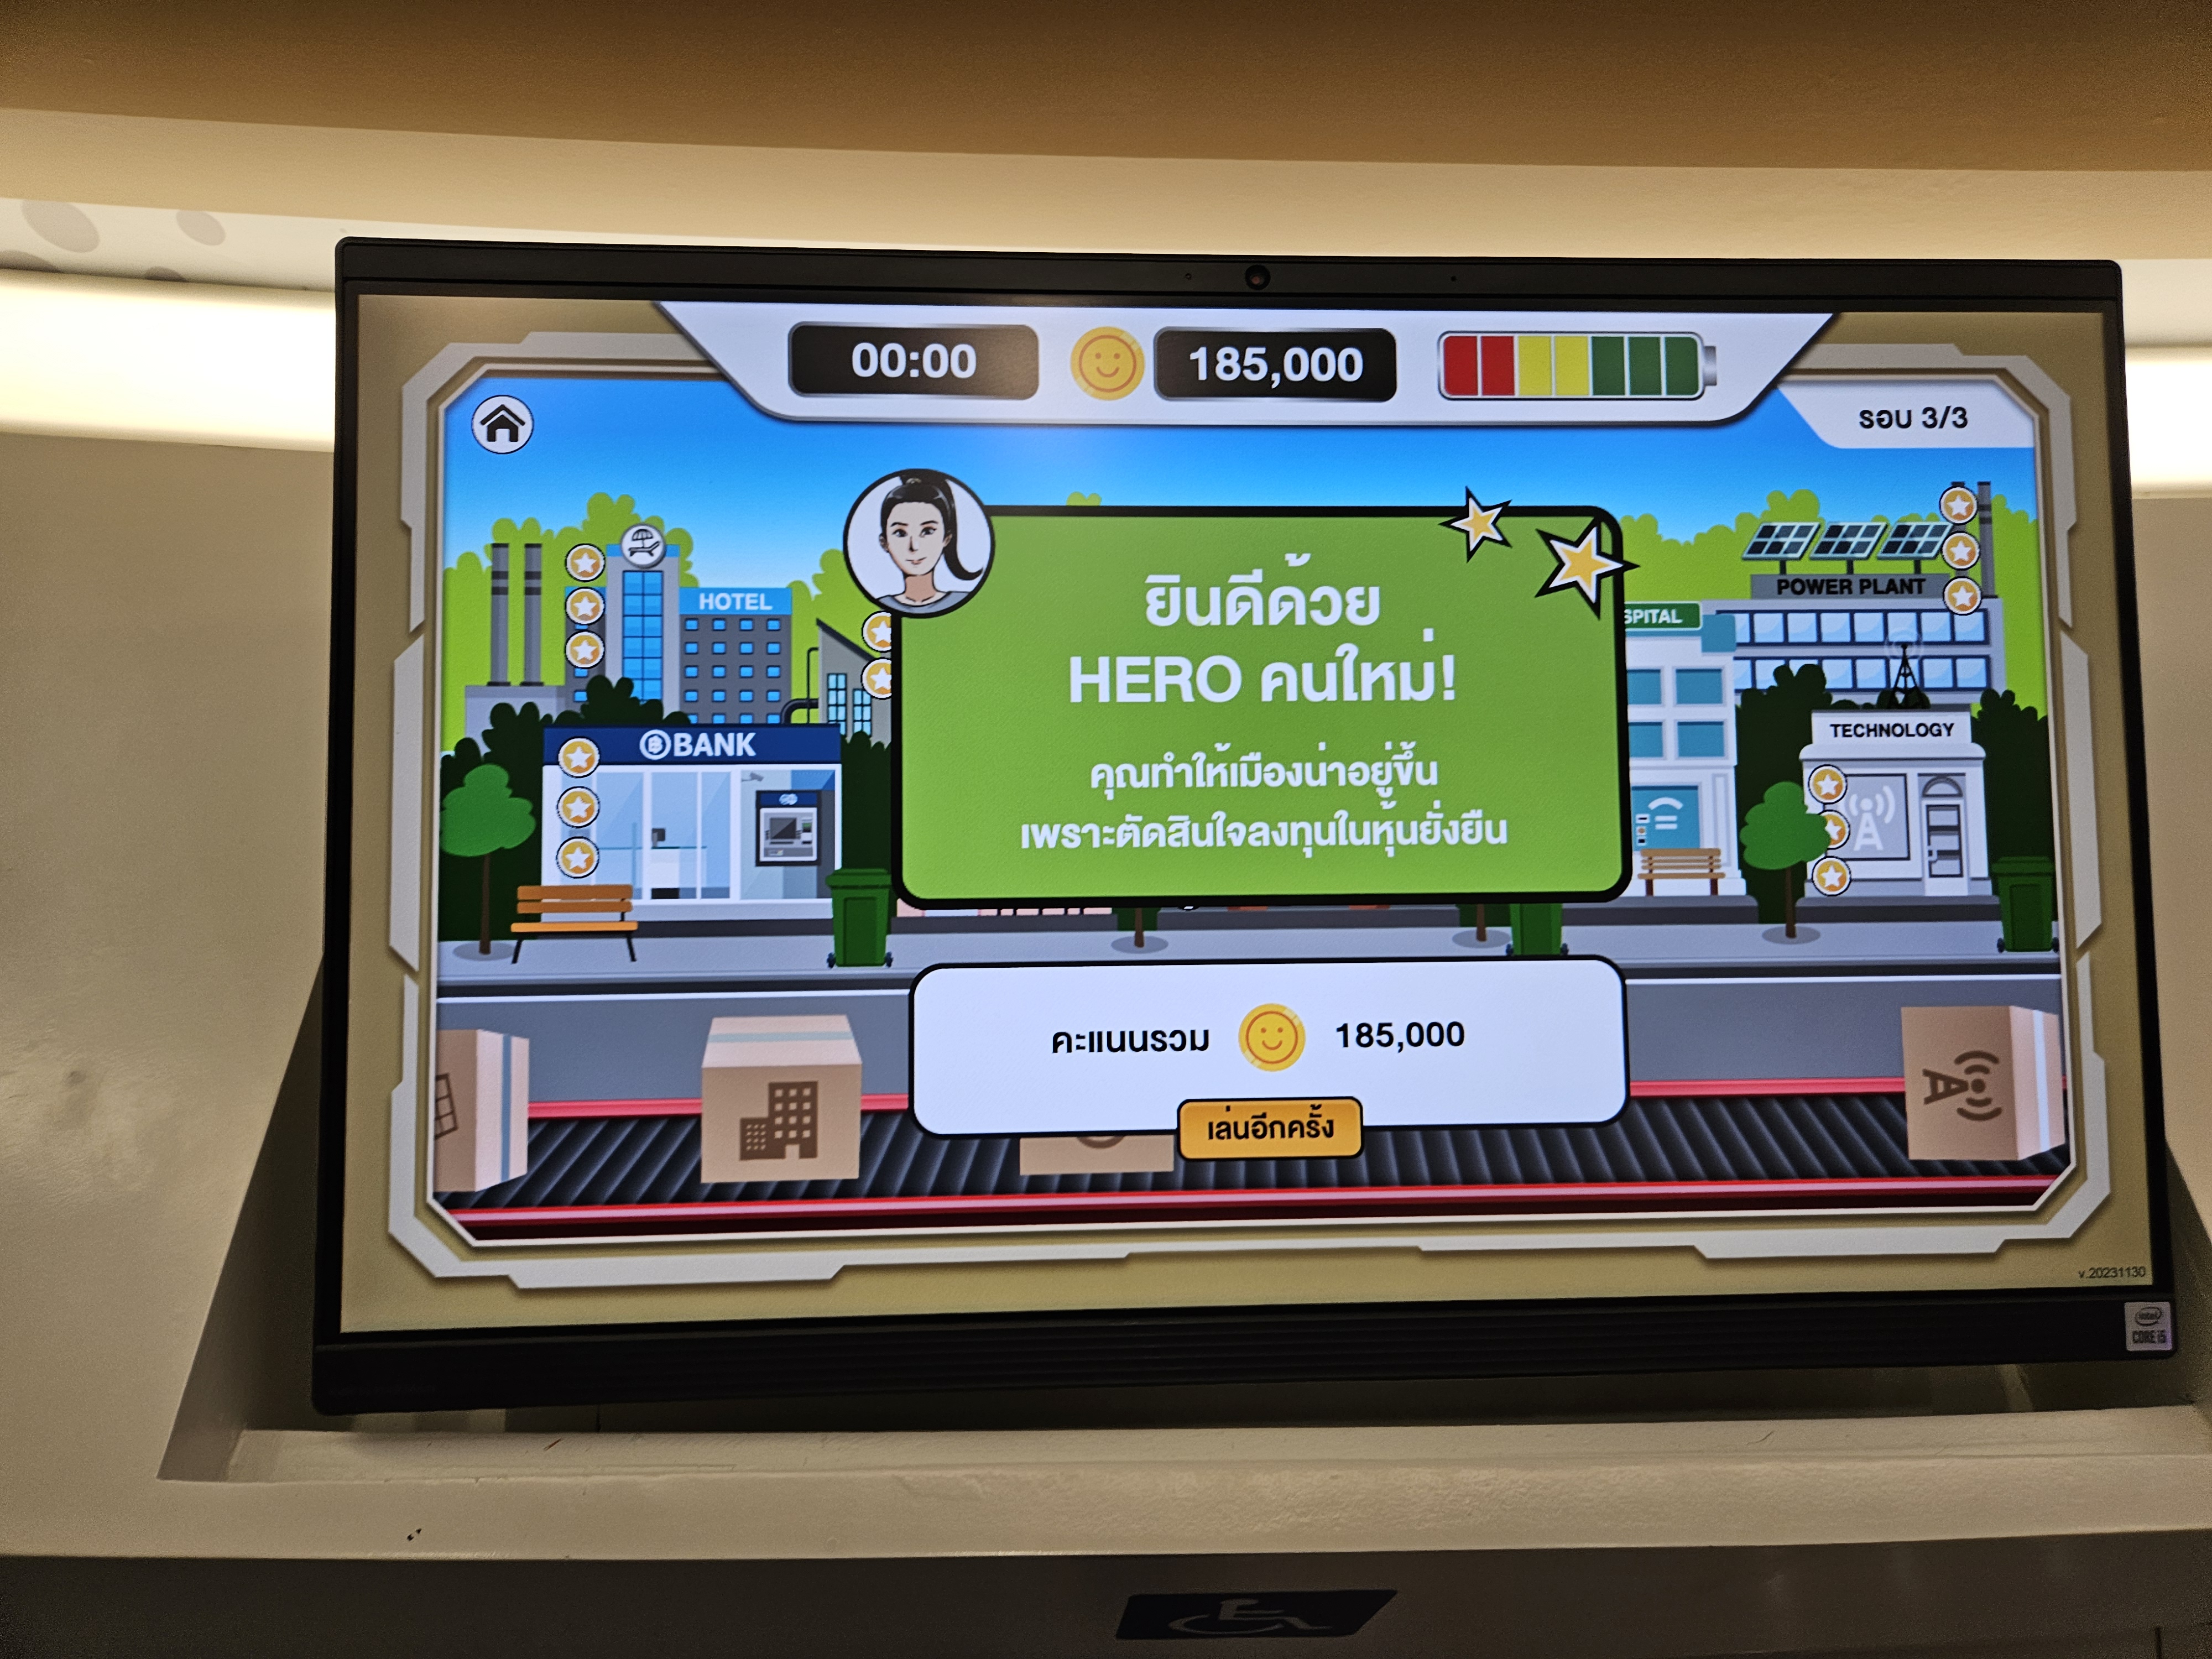 00:00
185,000
รอบ 3/3
HOTEL
POWER PLANT
SPITAL
ยินดีด้วย
HERO คนใหม่!
BANK
TECHNOLOGY
คุณทำให้เมืองน่าอยู่ขึ้น
เพราะตัดสินใจลงทุนในหุ้นยั่งยืน
คะแนนรวม 185,000
เล่นอีกครั้ง
v.20231130
intel
CORE i5